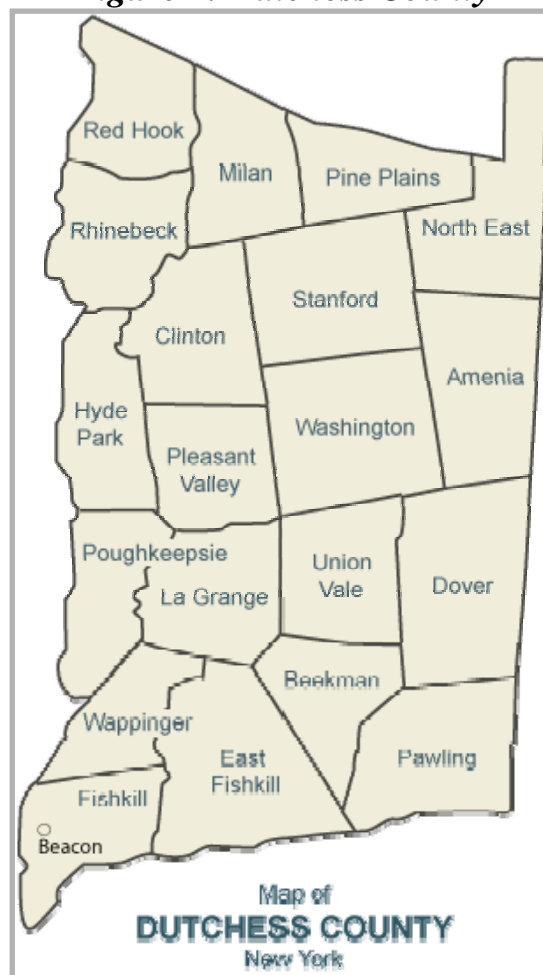 Red Hook
Milan
Pine Plains
Rhinebeck
North East
Stanford
Clinton
Amenia
Hyde
Park
Washington
Pleasant
Valley
Poughkeepsie
Union
Vale
Dover
La Grange
Beekman
Wappinger
East
Fishkill
Pawling
Fishkill
Beacon
Map of
DUTCHESS COUNTY
New York